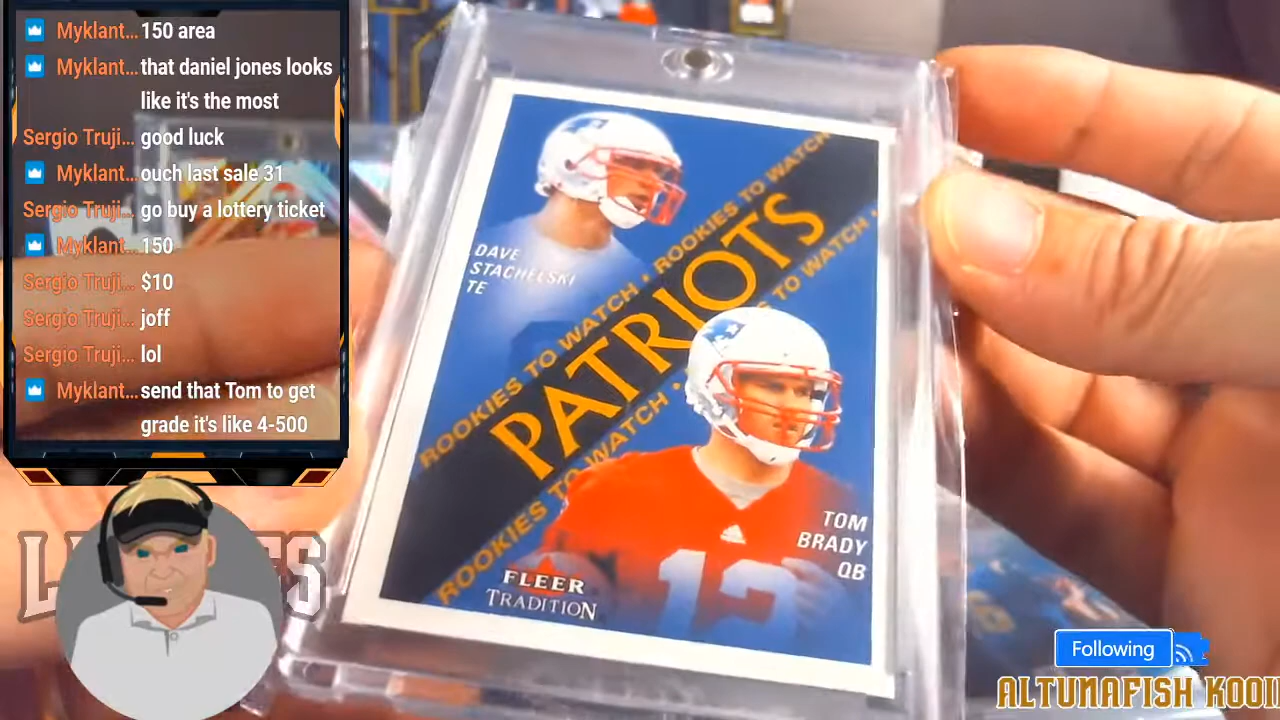 Myklant... 150 area
Myklant... that daniel jones looks
like it's the most
Sergio Truji... good luck
Myklant... ouch last sale 31
Sergio Truji... go buy a lottery ticket
Myklant... 150
Sergio Truji... $10
Sergio Truji... joff
Sergio Truji... lol
Myklant... send that Tom to get
grade it's like 4-500
DAVE
STACHELSKI
TE
ROOKIES TO WATCH • ROOKIES TO WATCH
PATRIOTS
ROOKIES TO WATCH • TO WATCH •
TOM
BRADY
QB
12
FLEER
TRADITION
Following
ALTUNAFISH